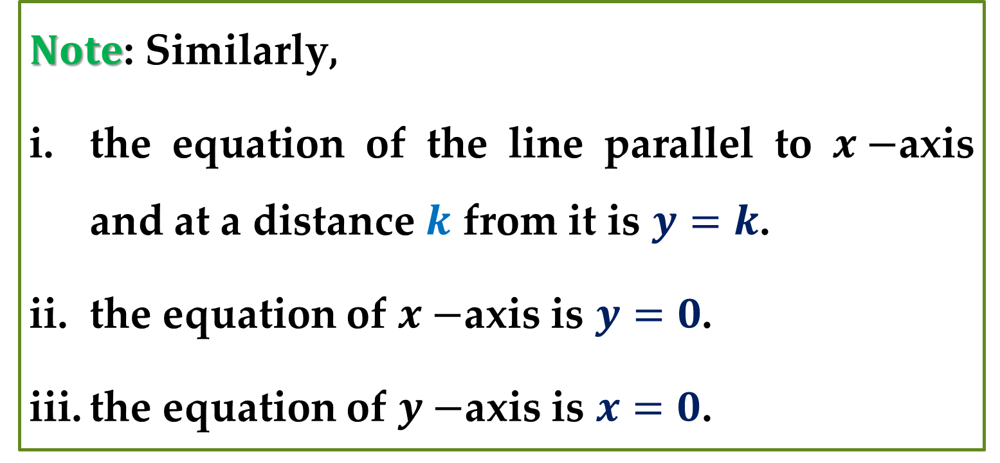 Note: Similarly,
i. the equation of the line parallel to x –axis
and at a distance k from it is y = k.
ii. the equation of x –axis is y = 0.
iii. the equation of y –axis is x = 0.